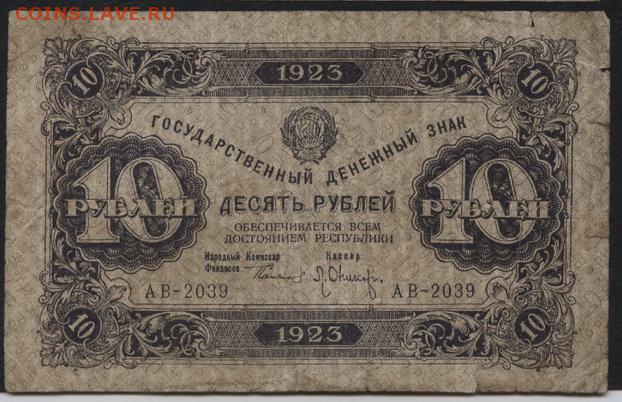 COINS.LAVE.RU
10 1923 10
ГОСУДАРСТВЕННЫЙ ДЕНЕЖНЫЙ ЗНАК
10 РУБЛЕЙ
ДЕСЯТЬ РУБЛЕЙ
10 РУБЛЕЙ
ОБЕСПЕЧИВАЕТСЯ ВСЕМ
ДОСТОЯНИЕМ РЕСПУБЛИКИ
Народный Комиссар
Финансов
Кассир
АВ-2039 АВ-2039
10 1923 10